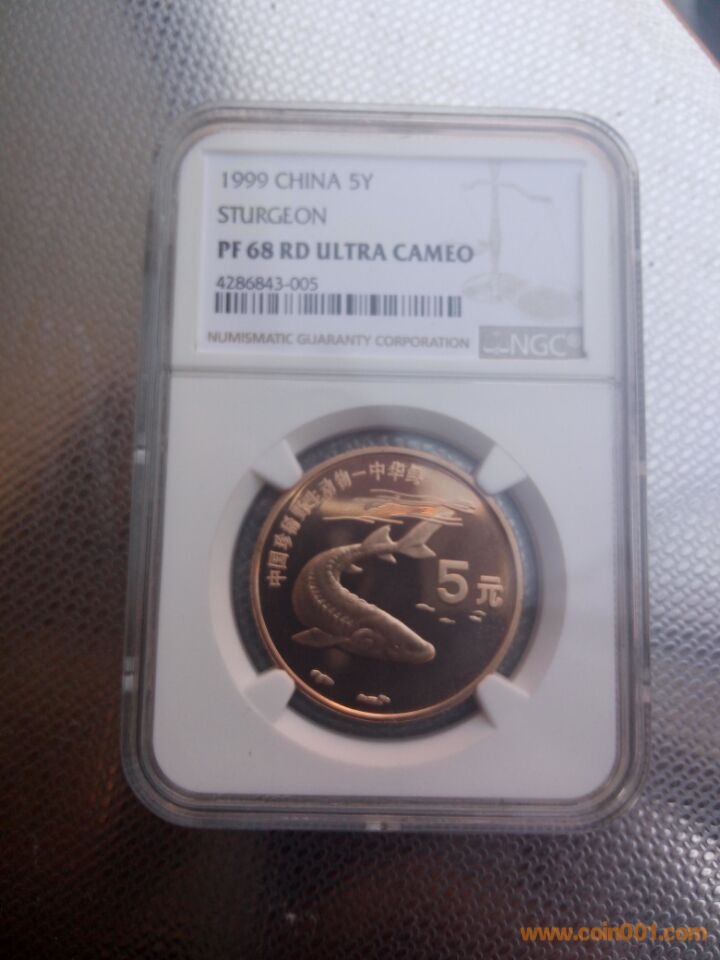 1999 CHINA 5Y
STURGEON
PF 68 RD ULTRA CAMEO
4286843-005
NUMISMATIC GUARANTY CORPORATION
NGC®
中国珍稀野生动物—中华鲟
5元
www.coin001.com